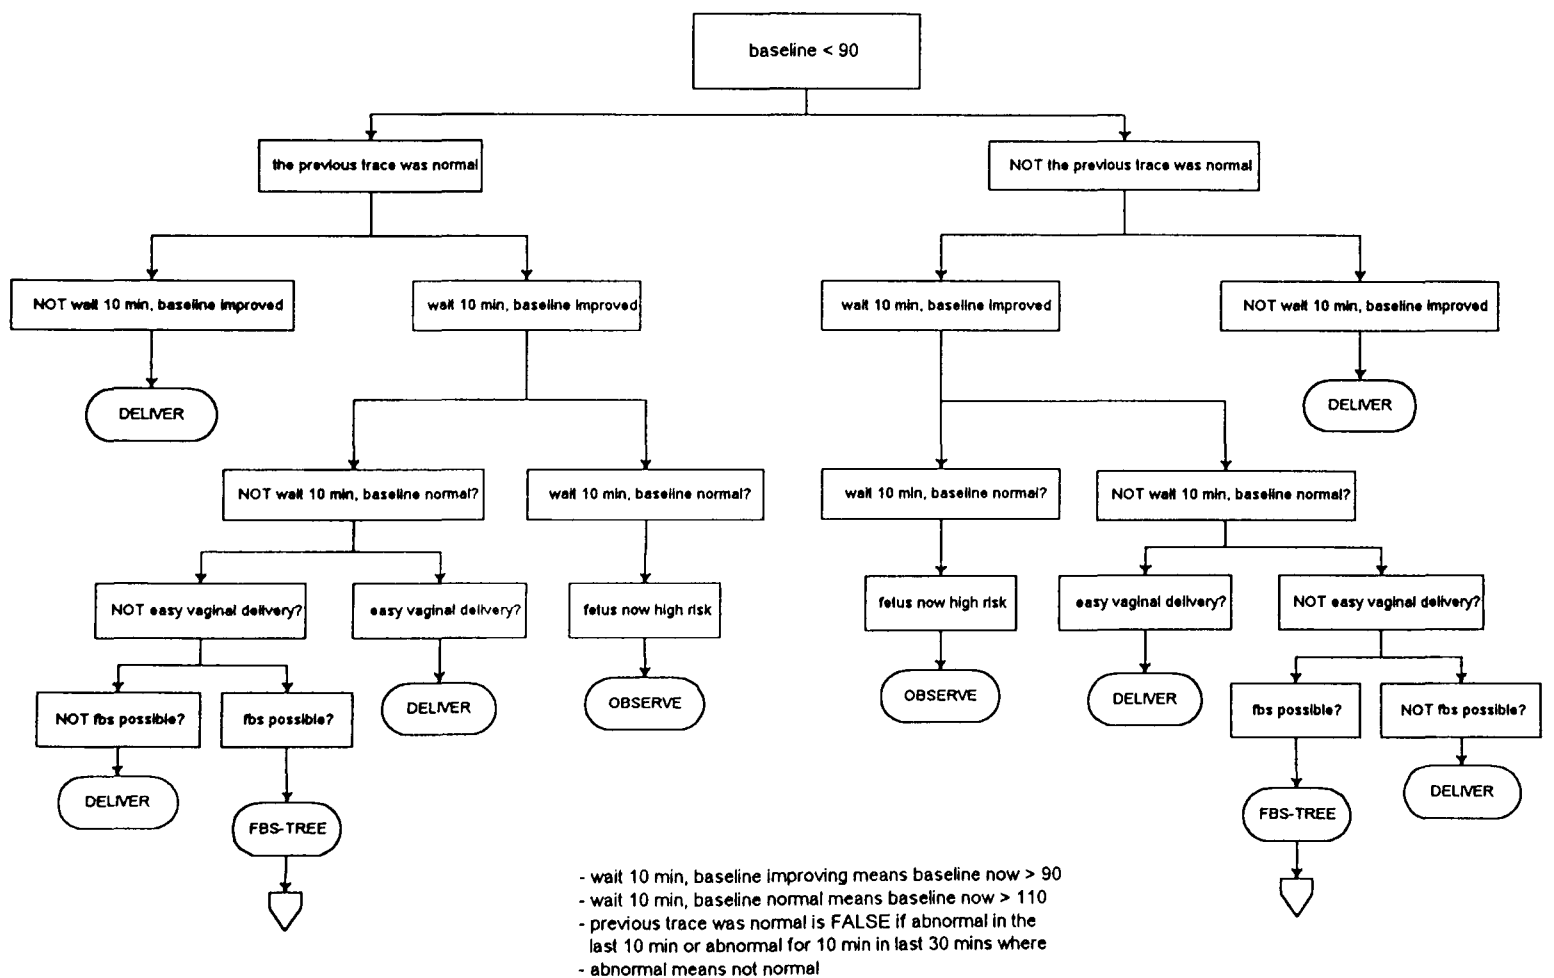 baseline < 90
the previous trace was normal
NOT the previous trace was normal
NOT wait 10 min, baseline improved
wait 10 min, baseline improved
wait 10 min, baseline improved
NOT wait 10 min, baseline improved
DELIVER
DELIVER
NOT wait 10 min, baseline normal?
wait 10 min, baseline normal?
wait 10 min, baseline normal?
NOT wait 10 min, baseline normal?
NOT easy vaginal delivery?
easy vaginal delivery?
fetus now high risk
fetus now high risk
easy vaginal delivery?
NOT easy vaginal delivery?
NOT fbs possible?
fbs possible?
DELIVER
OBSERVE
OBSERVE
DELIVER
fbs possible?
NOT fbs possible?
DELIVER
FBS-TREE
FBS-TREE
DELIVER
- wait 10 min, baseline improving means baseline now > 90
- wait 10 min, baseline normal means baseline now > 110
- previous trace was normal is FALSE if abnormal in the
last 10 min or abnormal for 10 min in last 30 mins where
- abnormal means not normal